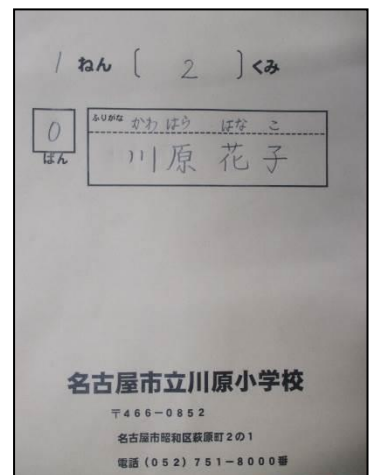 1 ねん 〔 2 〕 くみ
0 ばん
ふりがな かわ はら はな こ
川原 花子
名古屋市立川原小学校
〒466-0852
名古屋市昭和区萩原町2の1
電話 (052) 751-8000番